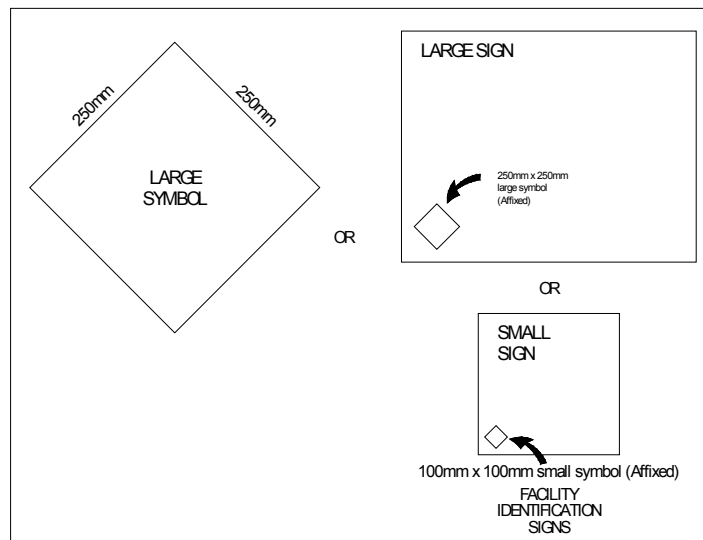 250mm
250mm
LARGE
SYMBOL
OR
LARGE SIGN
250mm x 250mm
large symbol
(Affixed)
OR
SMALL
SIGN
100mm x 100mm small symbol (Affixed)
FACILITY
IDENTIFICATION
SIGNS